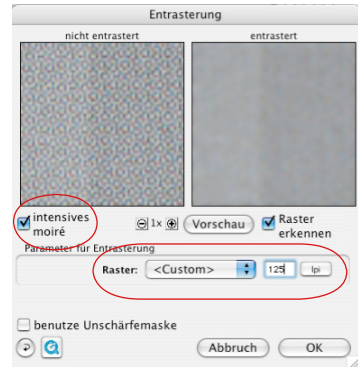 Entrasterung
nicht entrastert entrastert
intensives moiré 1x Vorschau Raster erkennen
Parameter für Entrasterung
Raster: <Custom> 125 lpi
benutze Unschärfemaske
Abbruch OK